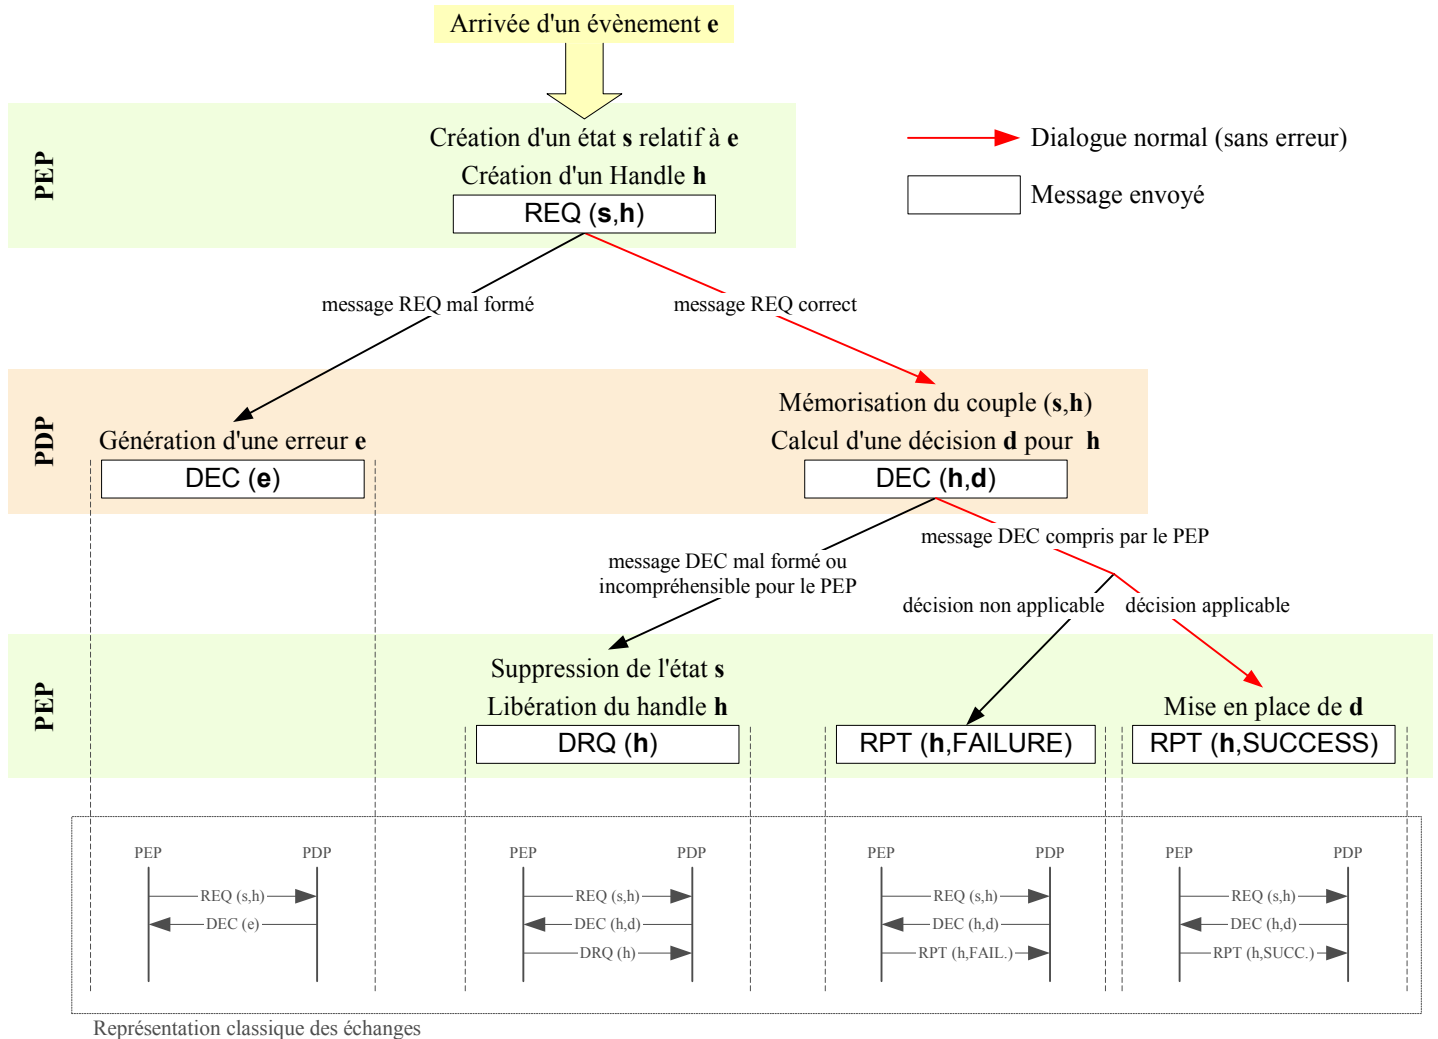 Arrivée d'un évènement e
PEP
Création d'un état s relatif à e
Création d'un Handle h
REQ (s,h)
Dialogue normal (sans erreur)
Message envoyé
message REQ mal formé
message REQ correct
PDP
Génération d'une erreur e
DEC (e)
Mémorisation du couple (s,h)
Calcul d'une décision d pour h
DEC (h,d)
message DEC mal formé ou
incompréhensible pour le PEP
message DEC compris par le PEP
décision non applicable
décision applicable
PEP
Suppression de l'état s
Libération du handle h
DRQ (h)
RPT (h,FAILURE)
Mise en place de d
RPT (h,SUCCESS)
PEP
PDP
REQ (s,h)
DEC (e)
PEP
PDP
REQ (s,h)
DEC (h,d)
DRQ (h)
PEP
PDP
REQ (s,h)
DEC (h,d)
RPT (h,FAIL.)
PEP
PDP
REQ (s,h)
DEC (h,d)
RPT (h,SUCC.)
Représentation classique des échanges